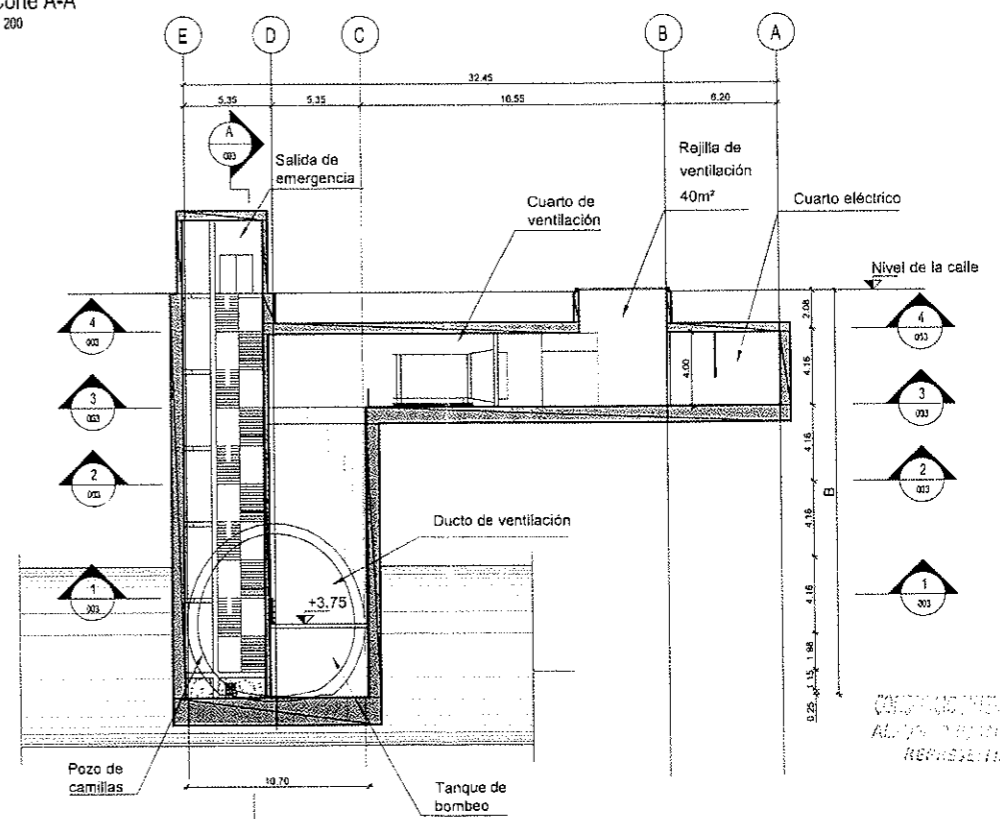 Corte A-A
200
E
D
C
B
A
32.45
5.35
5.35
16.55
6.20
A
003
Salida de
emergencia
Cuarto de
ventilación
Rejilla de
ventilación
40m²
Cuarto eléctrico
Nivel de la calle
4
003
4
003
2.08
4.00
4.16
3
003
3
003
4.16
2
003
2
003
B
4.16
Ducto de ventilación
1
003
1
003
4.16
+3.75
1.98
1.15
0.25
Pozo de
camillas
10.70
Tanque de
bombeo